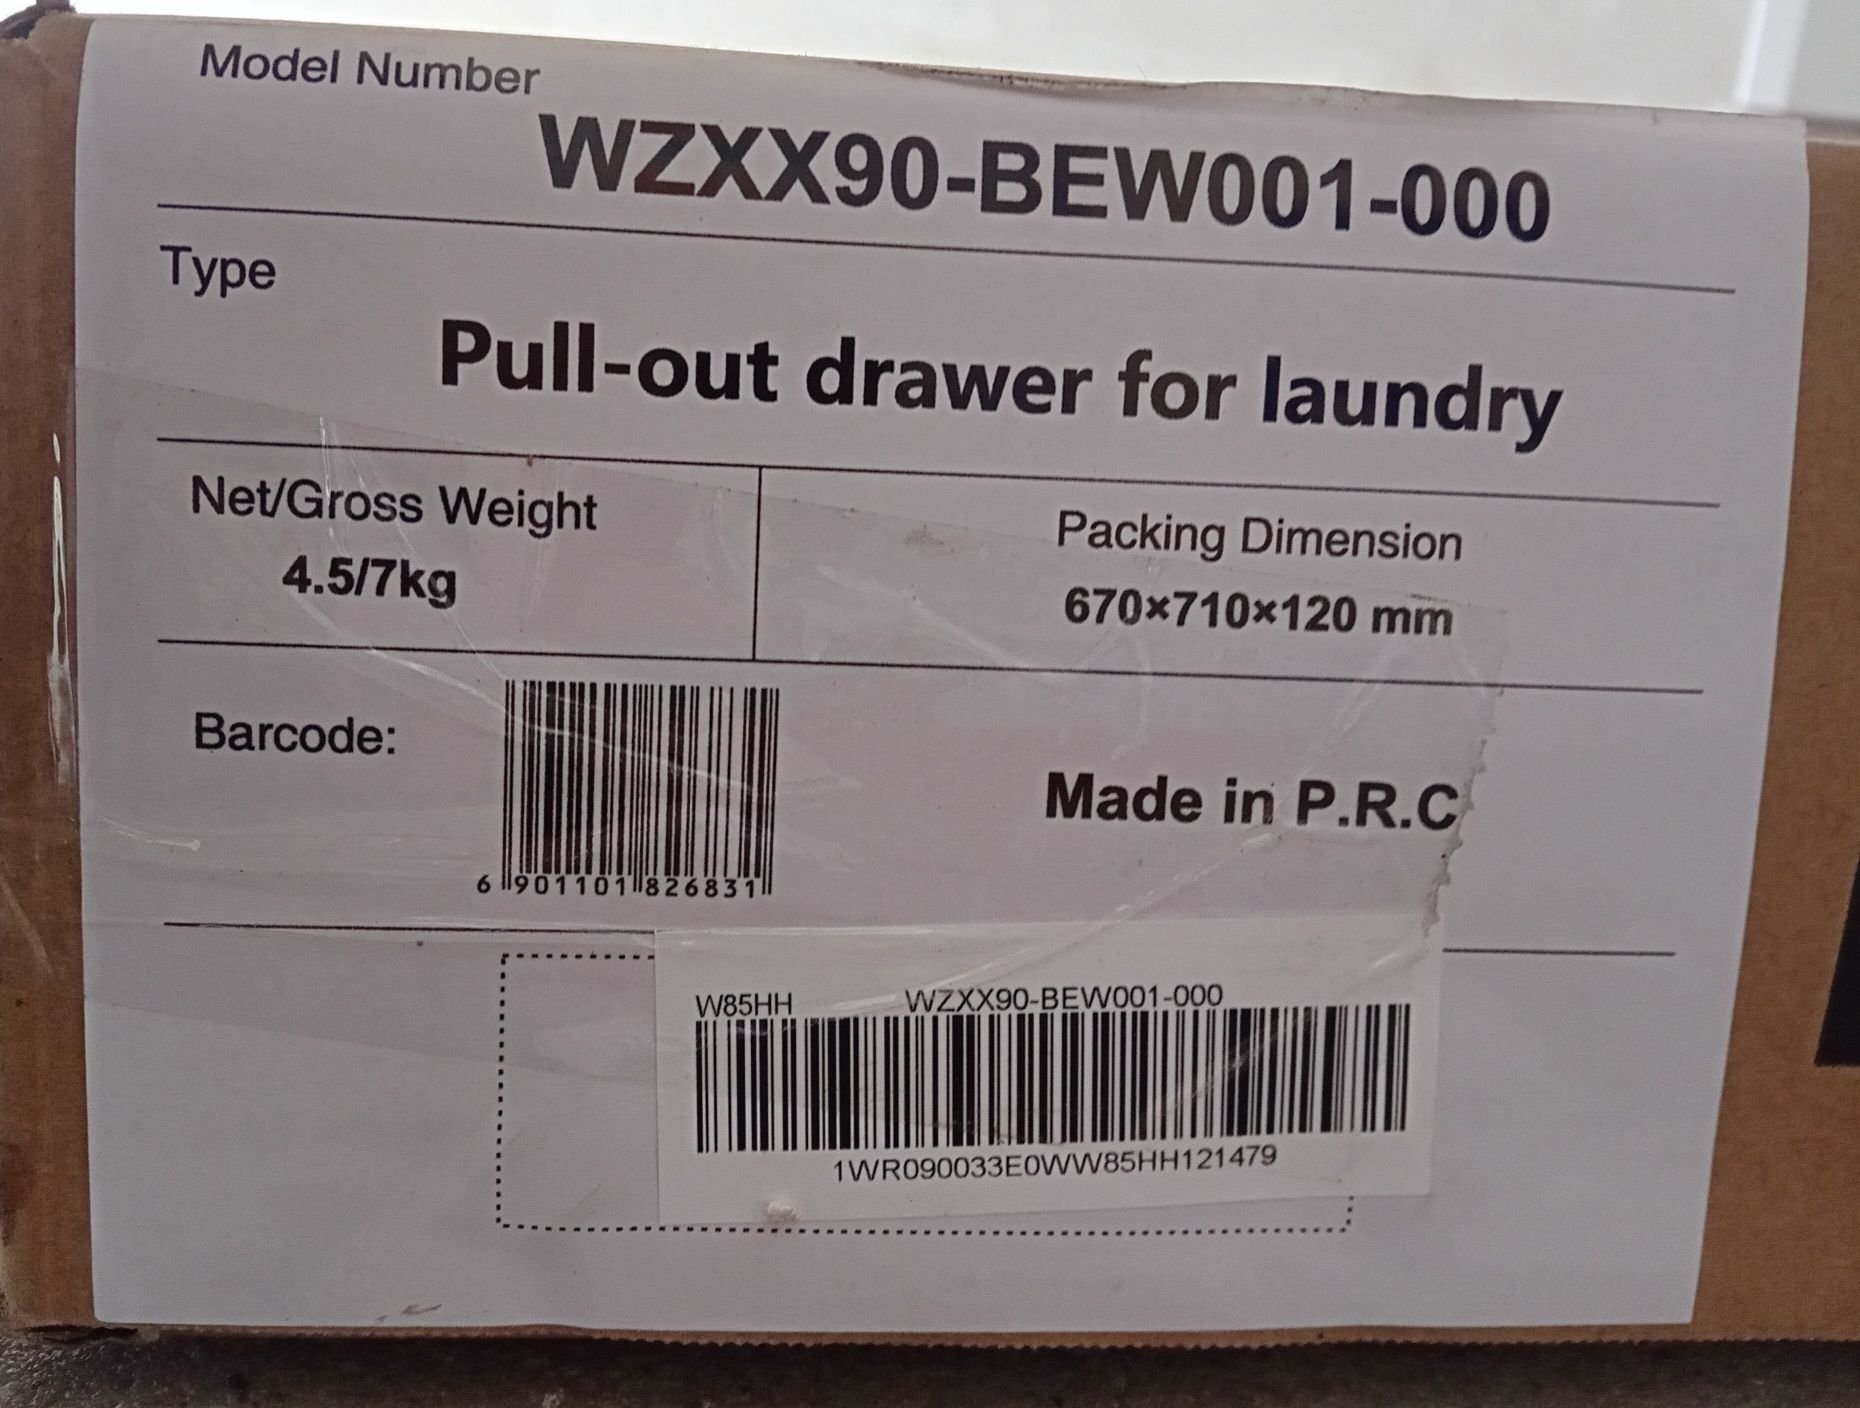 Model Number
WZXX90-BEW001-000
Type
Pull-out drawer for laundry
Net/Gross Weight
4.5/7kg
Packing Dimension
670×710×120 mm
Barcode:
6 901101 826831
Made in P.R.C
W85HH WZXX90-BEW001-000
1WR090033E0WW85HH121479